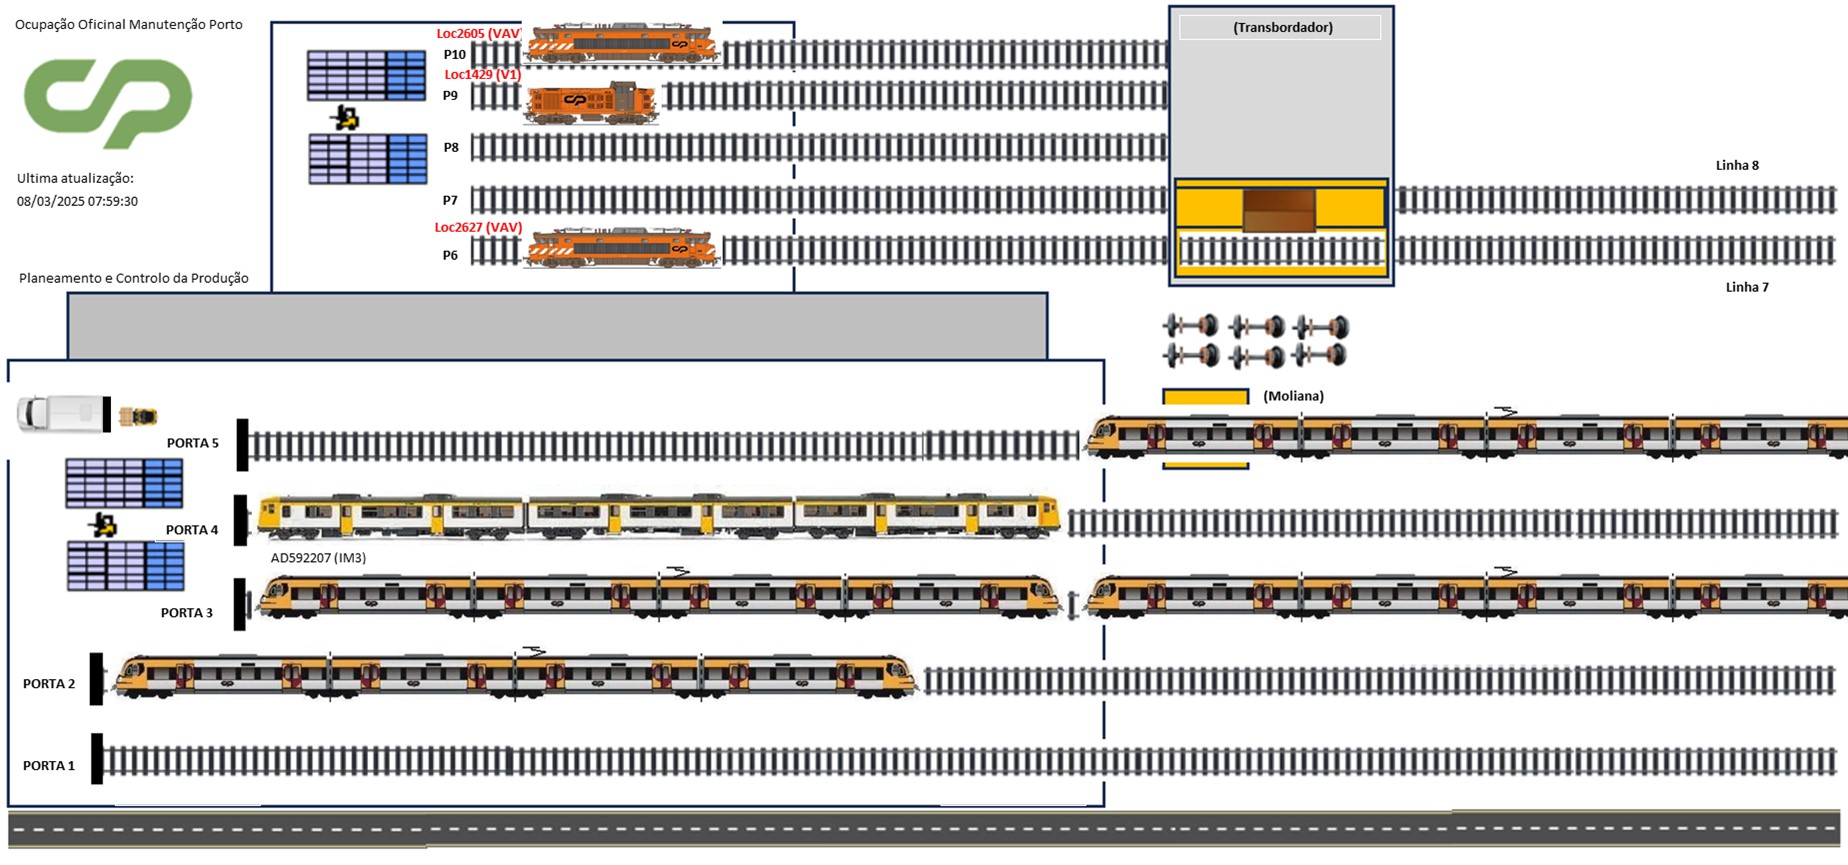 Ocupação Oficinal Manutenção Porto
Ultima atualização:
08/03/2025 07:59:30
Planeamento e Controlo da Produção
Loc2605 (VAV)
P10
Loc1429 (V1)
P9
P8
P7
Loc2627 (VAV)
P6
(Transbordador)
Linha 8
Linha 7
(Moliana)
PORTA 5
PORTA 4
AD592207 (IM3)
PORTA 3
PORTA 2
PORTA 1